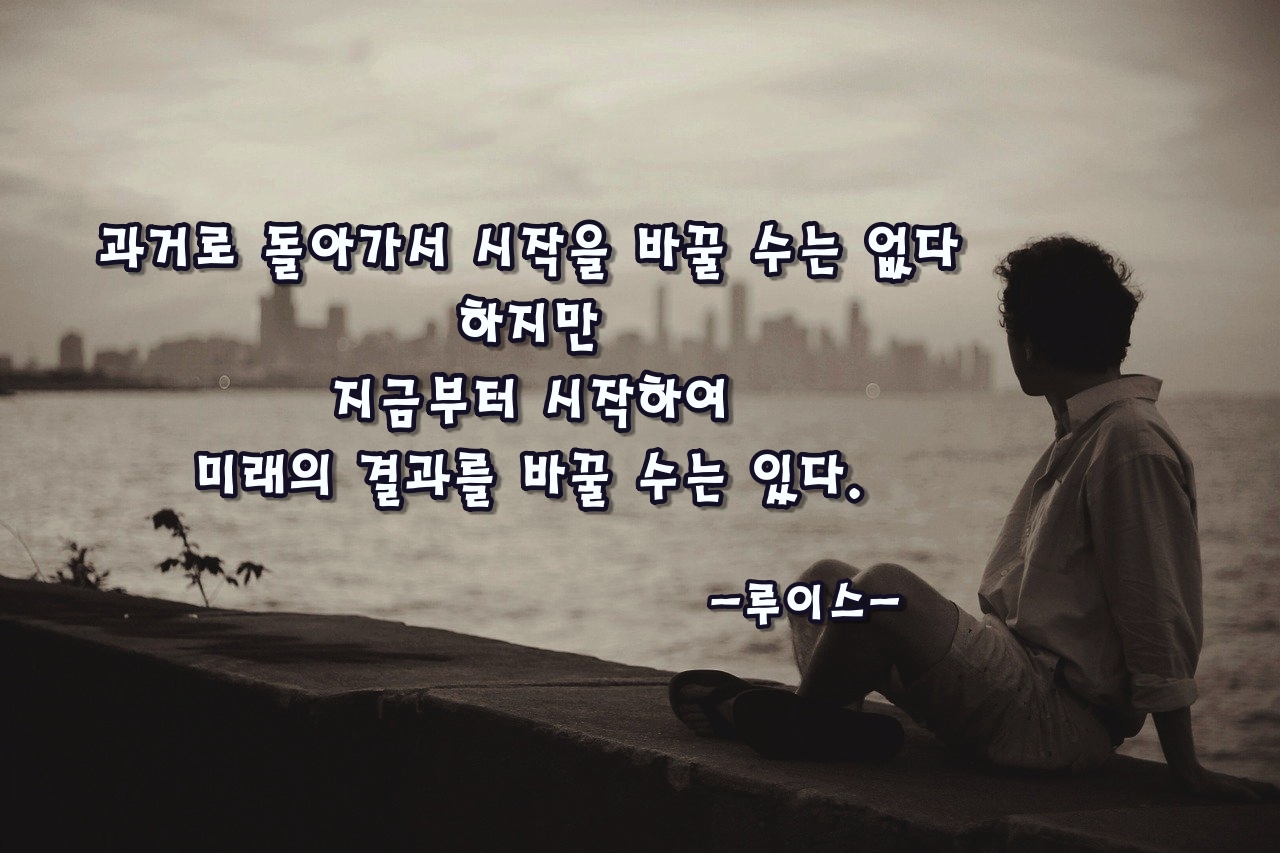 과거로 돌아가서 시작을 바꿀 수는 없다
하지만
지금부터 시작하여
미래의 결과를 바꿀 수는 있다.
-루이스-